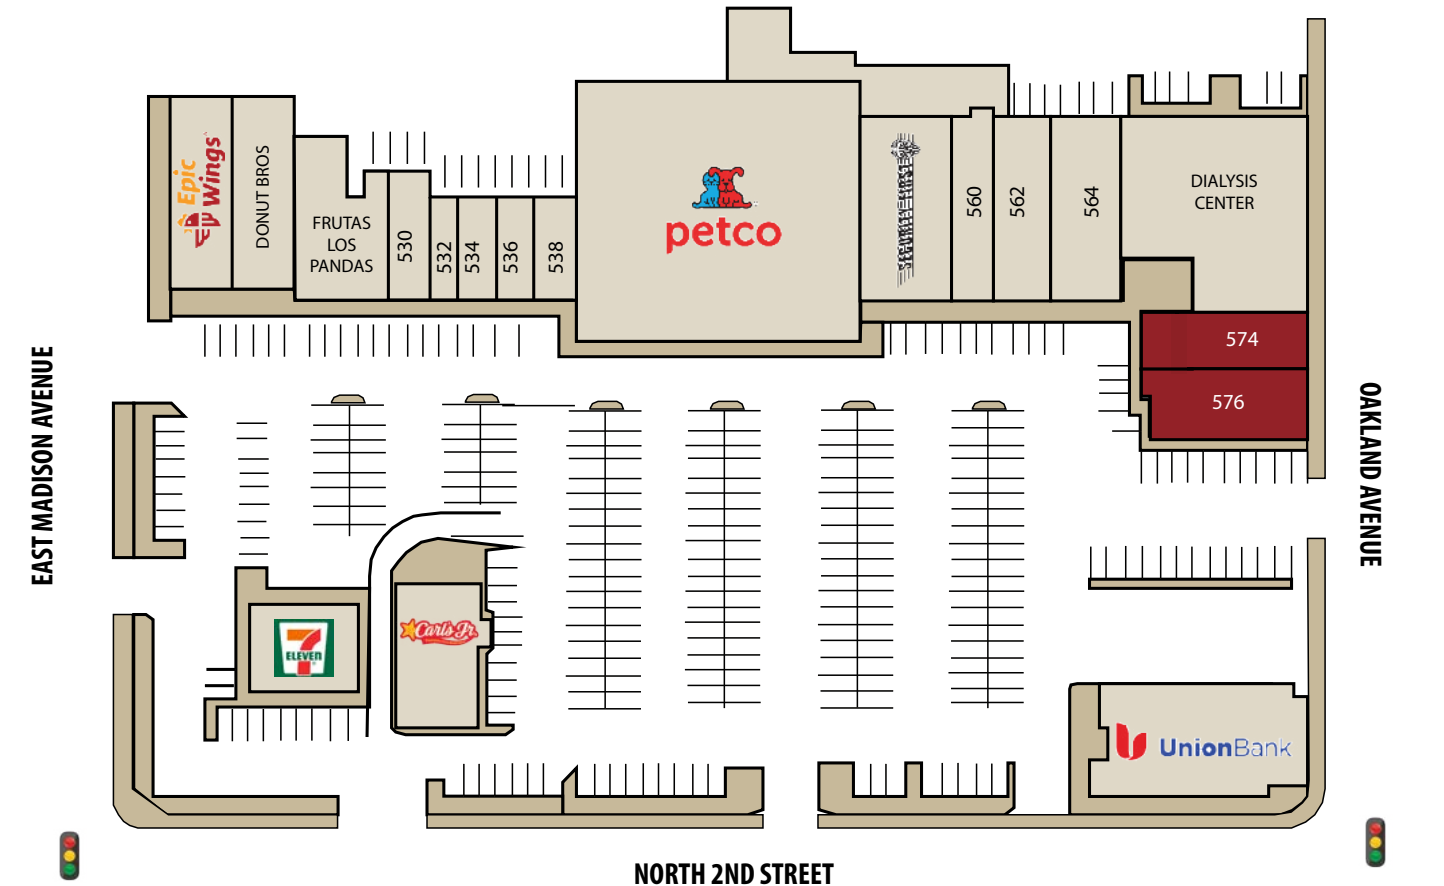 Epic
Wings
DONUT BROS
FRUTAS
LOS
PANDAS
530
532
534
536
538
petco
560
562
564
DIALYSIS
CENTER
574
576
EAST MADISON AVENUE
OAKLAND AVENUE
7
ELEVEN
Carl's Jr.
UnionBank
NORTH 2ND STREET